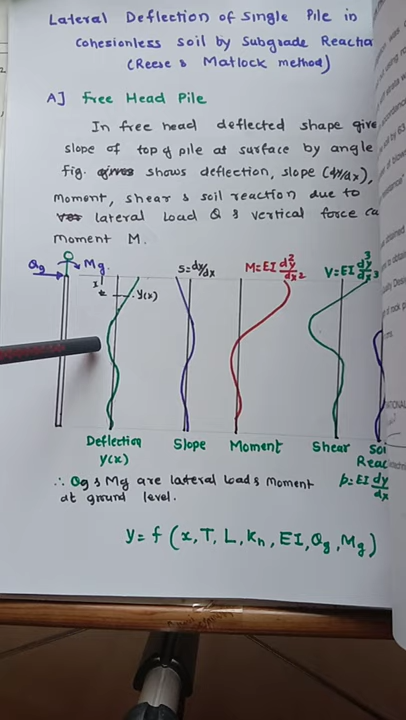 Lateral Deflection of Single Pile in
Cohesionless Soil by Subgrade Reacha
(Reese & Matlock method)
A] Free Head Pile
In free head deflected shape give
slope of top of pile at surface by angle
fig. shows deflection, slope (dy/dx),
Moment, shear & soil reaction due to
lateral load Q & vertical force ca
moment M.
Qg Mg. x y(x)
S=dy/dx
M=EI d²y/dx²
V=EI d³y/dx³
Deflection y(x)
Slope
Moment
Shear
Soi
Reac
p=EI dy/dx
∴ Qg & Mg are lateral load & moment
at ground level.
y=f(x,T,L,Kh,EI,Qg,Mg)